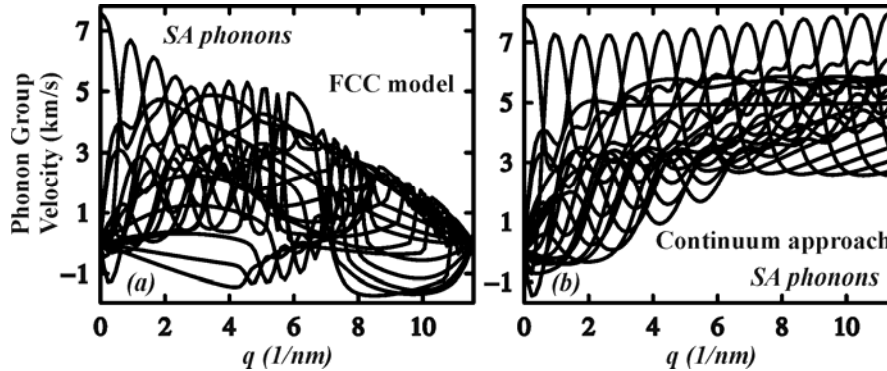 Phonon Group
Velocity (km/s)
7
5
3
1
−1
SA phonons
FCC model
(a)
0 2 4 6 8 10
q (1/nm)
7
5
3
1
−1
(b)
Continuum approach
SA phonons
0 2 4 6 8 10
q (1/nm)